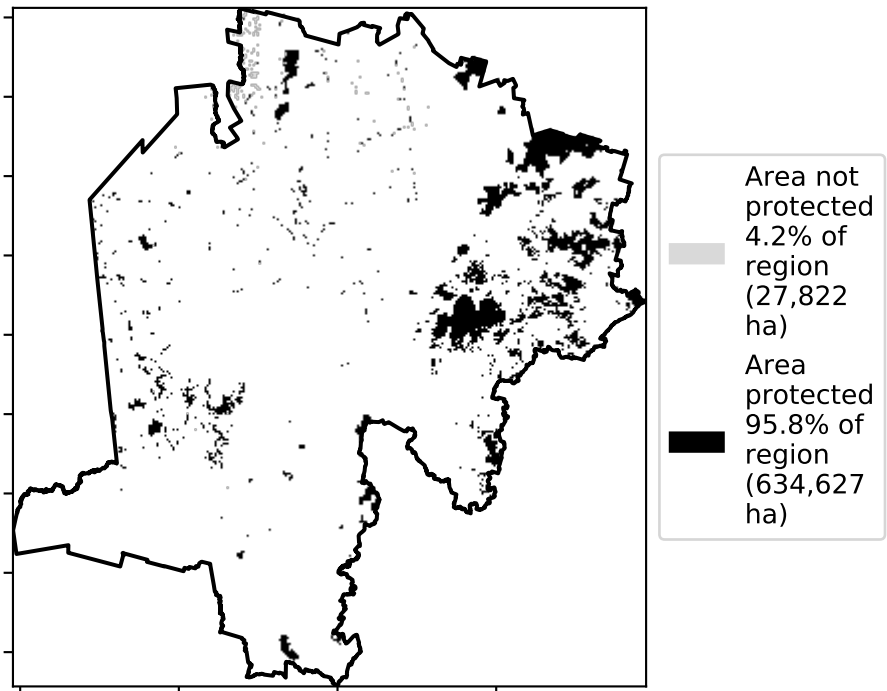 Area not
protected
4.2% of
region
(27,822
ha)
Area
protected
95.8% of
region
(634,627
ha)